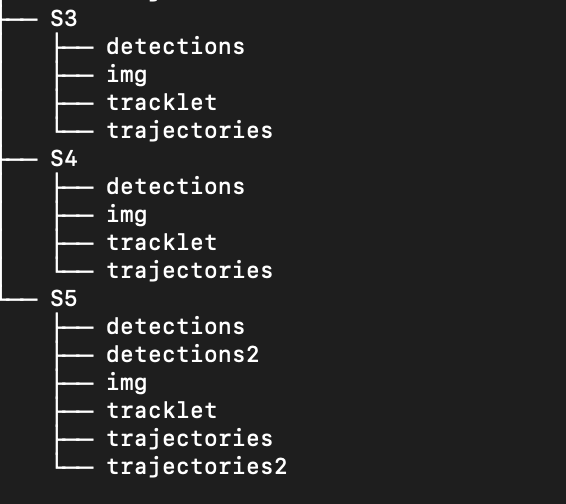 S3
detections
img
tracklet
trajectories
S4
detections
img
tracklet
trajectories
S5
detections
detections2
img
tracklet
trajectories
trajectories2